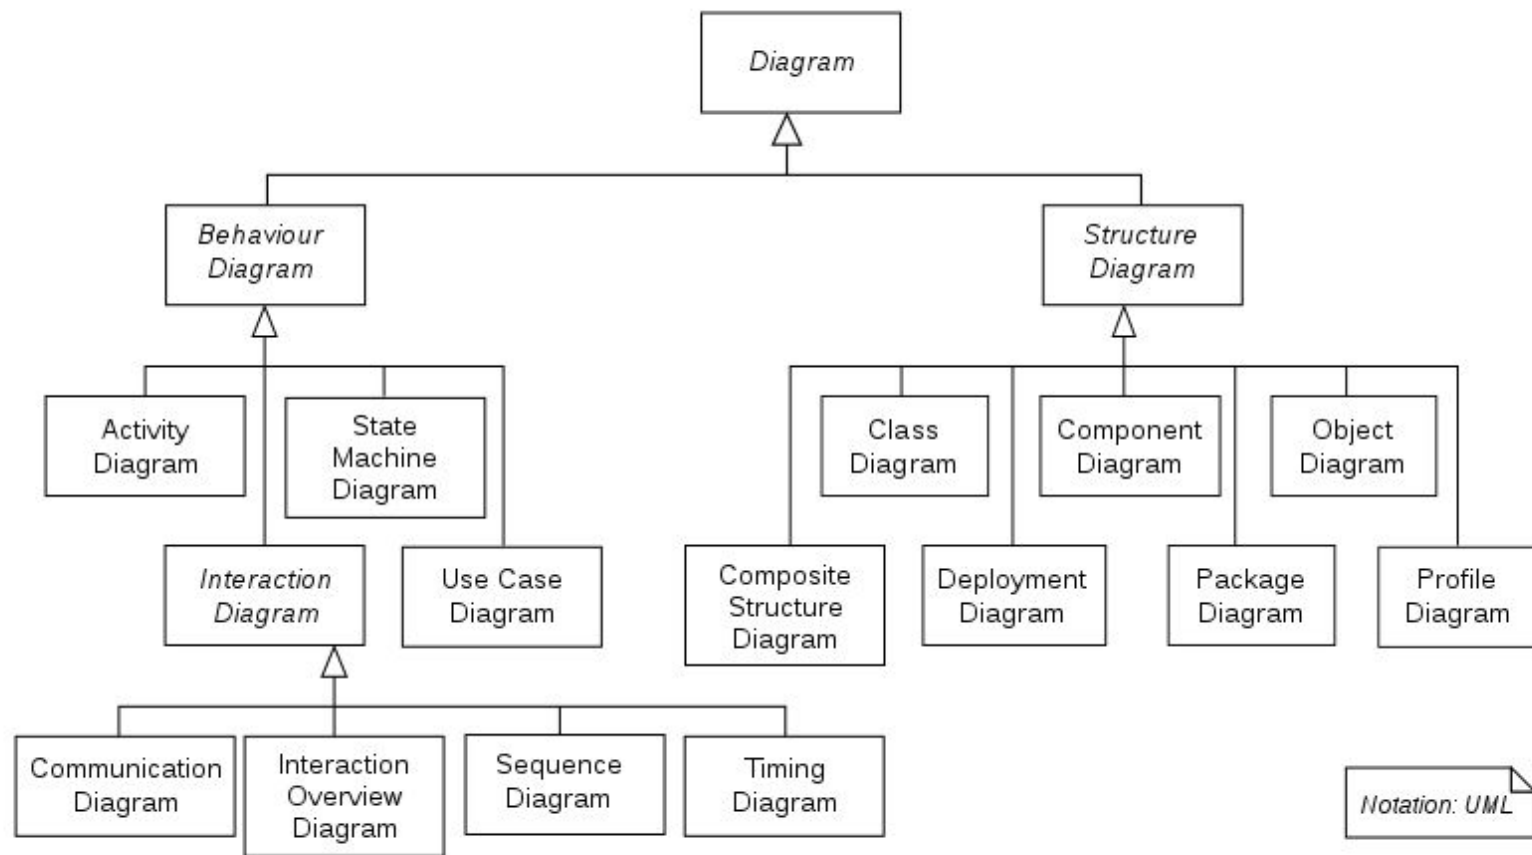 Diagram
Behaviour
Diagram
Structure
Diagram
Activity
Diagram
State
Machine
Diagram
Class
Diagram
Component
Diagram
Object
Diagram
Interaction
Diagram
Use Case
Diagram
Composite
Structure
Diagram
Deployment
Diagram
Package
Diagram
Profile
Diagram
Communication
Diagram
Interaction
Overview
Diagram
Sequence
Diagram
Timing
Diagram
Notation: UML